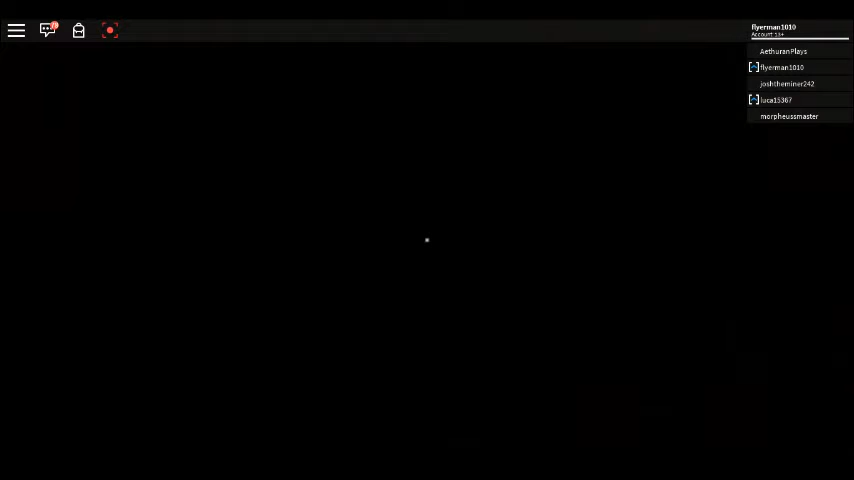 flyerman1010
Account: 13+
AethuranPlays
flyerman1010
joshtheminer242
luca15367
morpheussmaster